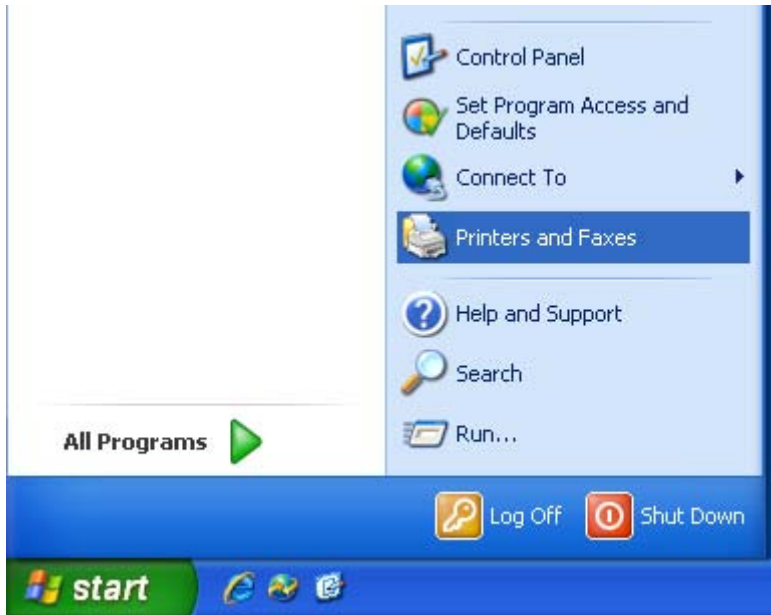 Control Panel
Set Program Access and
Defaults
Connect To
Printers and Faxes
Help and Support
Search
Run...
All Programs
Log Off
Shut Down
start